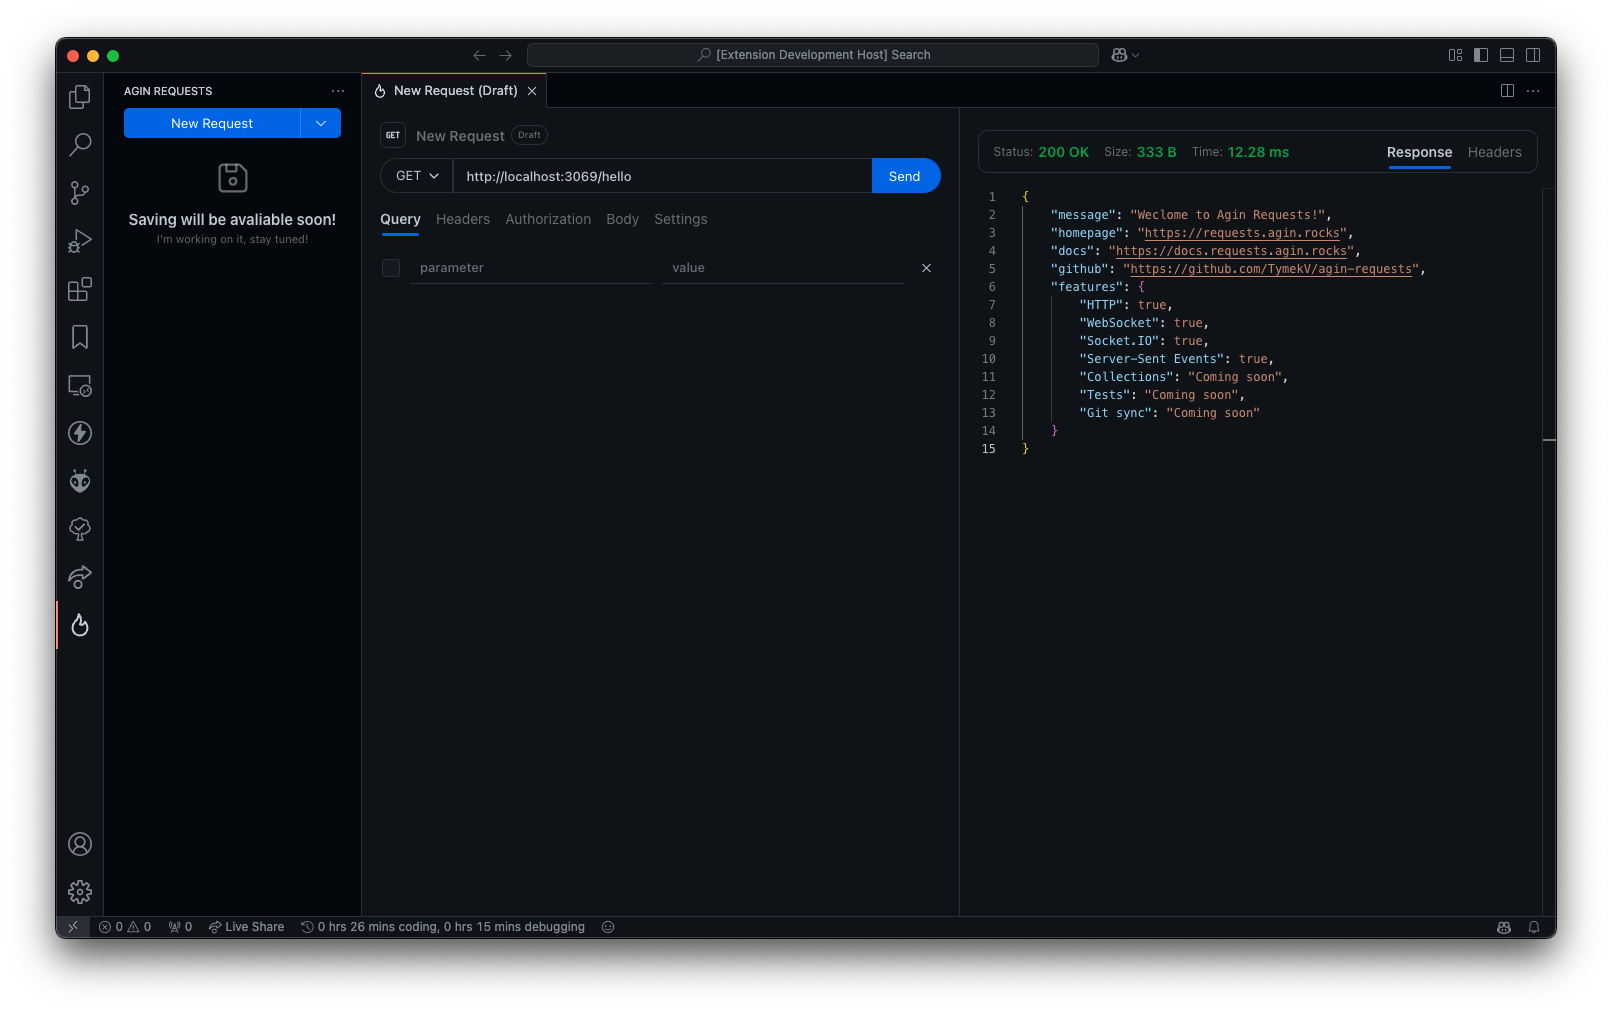 [Extension Development Host] Search
AGIN REQUESTS
New Request
Saving will be avaliable soon!
I'm working on it, stay tuned!
New Request (Draft)
GET New Request Draft
GET http://localhost:3069/hello Send
Query Headers Authorization Body Settings
parameter value
Status: 200 OK Size: 333 B Time: 12.28 ms Response Headers
1 {
2 "message": "Weclome to Agin Requests!",
3 "homepage": "https://requests.agin.rocks",
4 "docs": "https://docs.requests.agin.rocks",
5 "github": "https://github.com/TymekV/agin-requests",
6 "features": {
7 "HTTP": true,
8 "WebSocket": true,
9 "Socket.IO": true,
10 "Server-Sent Events": true,
11 "Collections": "Coming soon",
12 "Tests": "Coming soon",
13 "Git sync": "Coming soon"
14 }
15 }
0 0 0 Live Share 0 hrs 26 mins coding, 0 hrs 15 mins debugging